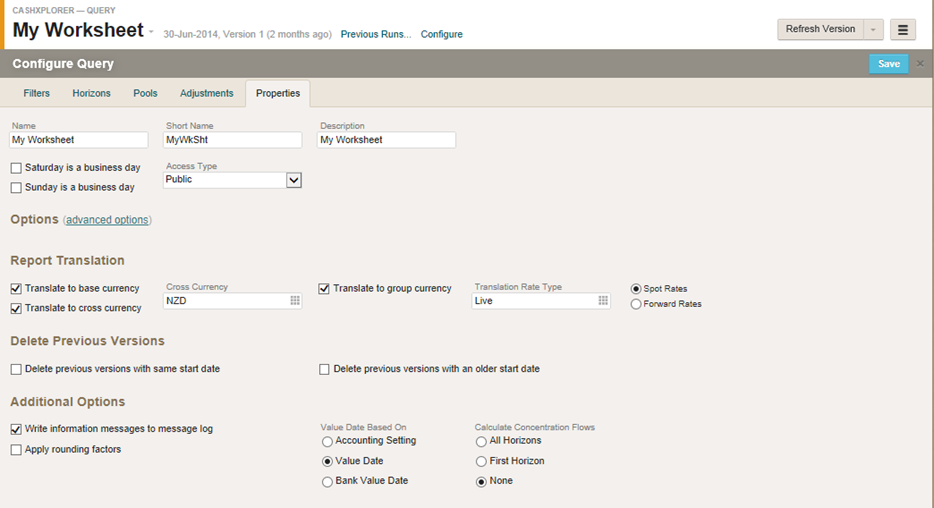 CASHXPLORER — QUERY
My Worksheet 30-Jun-2014, Version 1 (2 months ago) Previous Runs... Configure Refresh Version
Configure Query Save
Filters Horizons Pools Adjustments Properties
Name Short Name Description
My Worksheet MyWkSht My Worksheet
Saturday is a business day Access Type
Sunday is a business day Public
Options (advanced options)
Report Translation
Translate to base currency Cross Currency Translate to group currency Translation Rate Type Spot Rates
Translate to cross currency NZD Live Forward Rates
Delete Previous Versions
Delete previous versions with same start date Delete previous versions with an older start date
Additional Options
Write information messages to message log Value Date Based On Calculate Concentration Flows
Apply rounding factors Accounting Setting All Horizons
Value Date First Horizon
Bank Value Date None